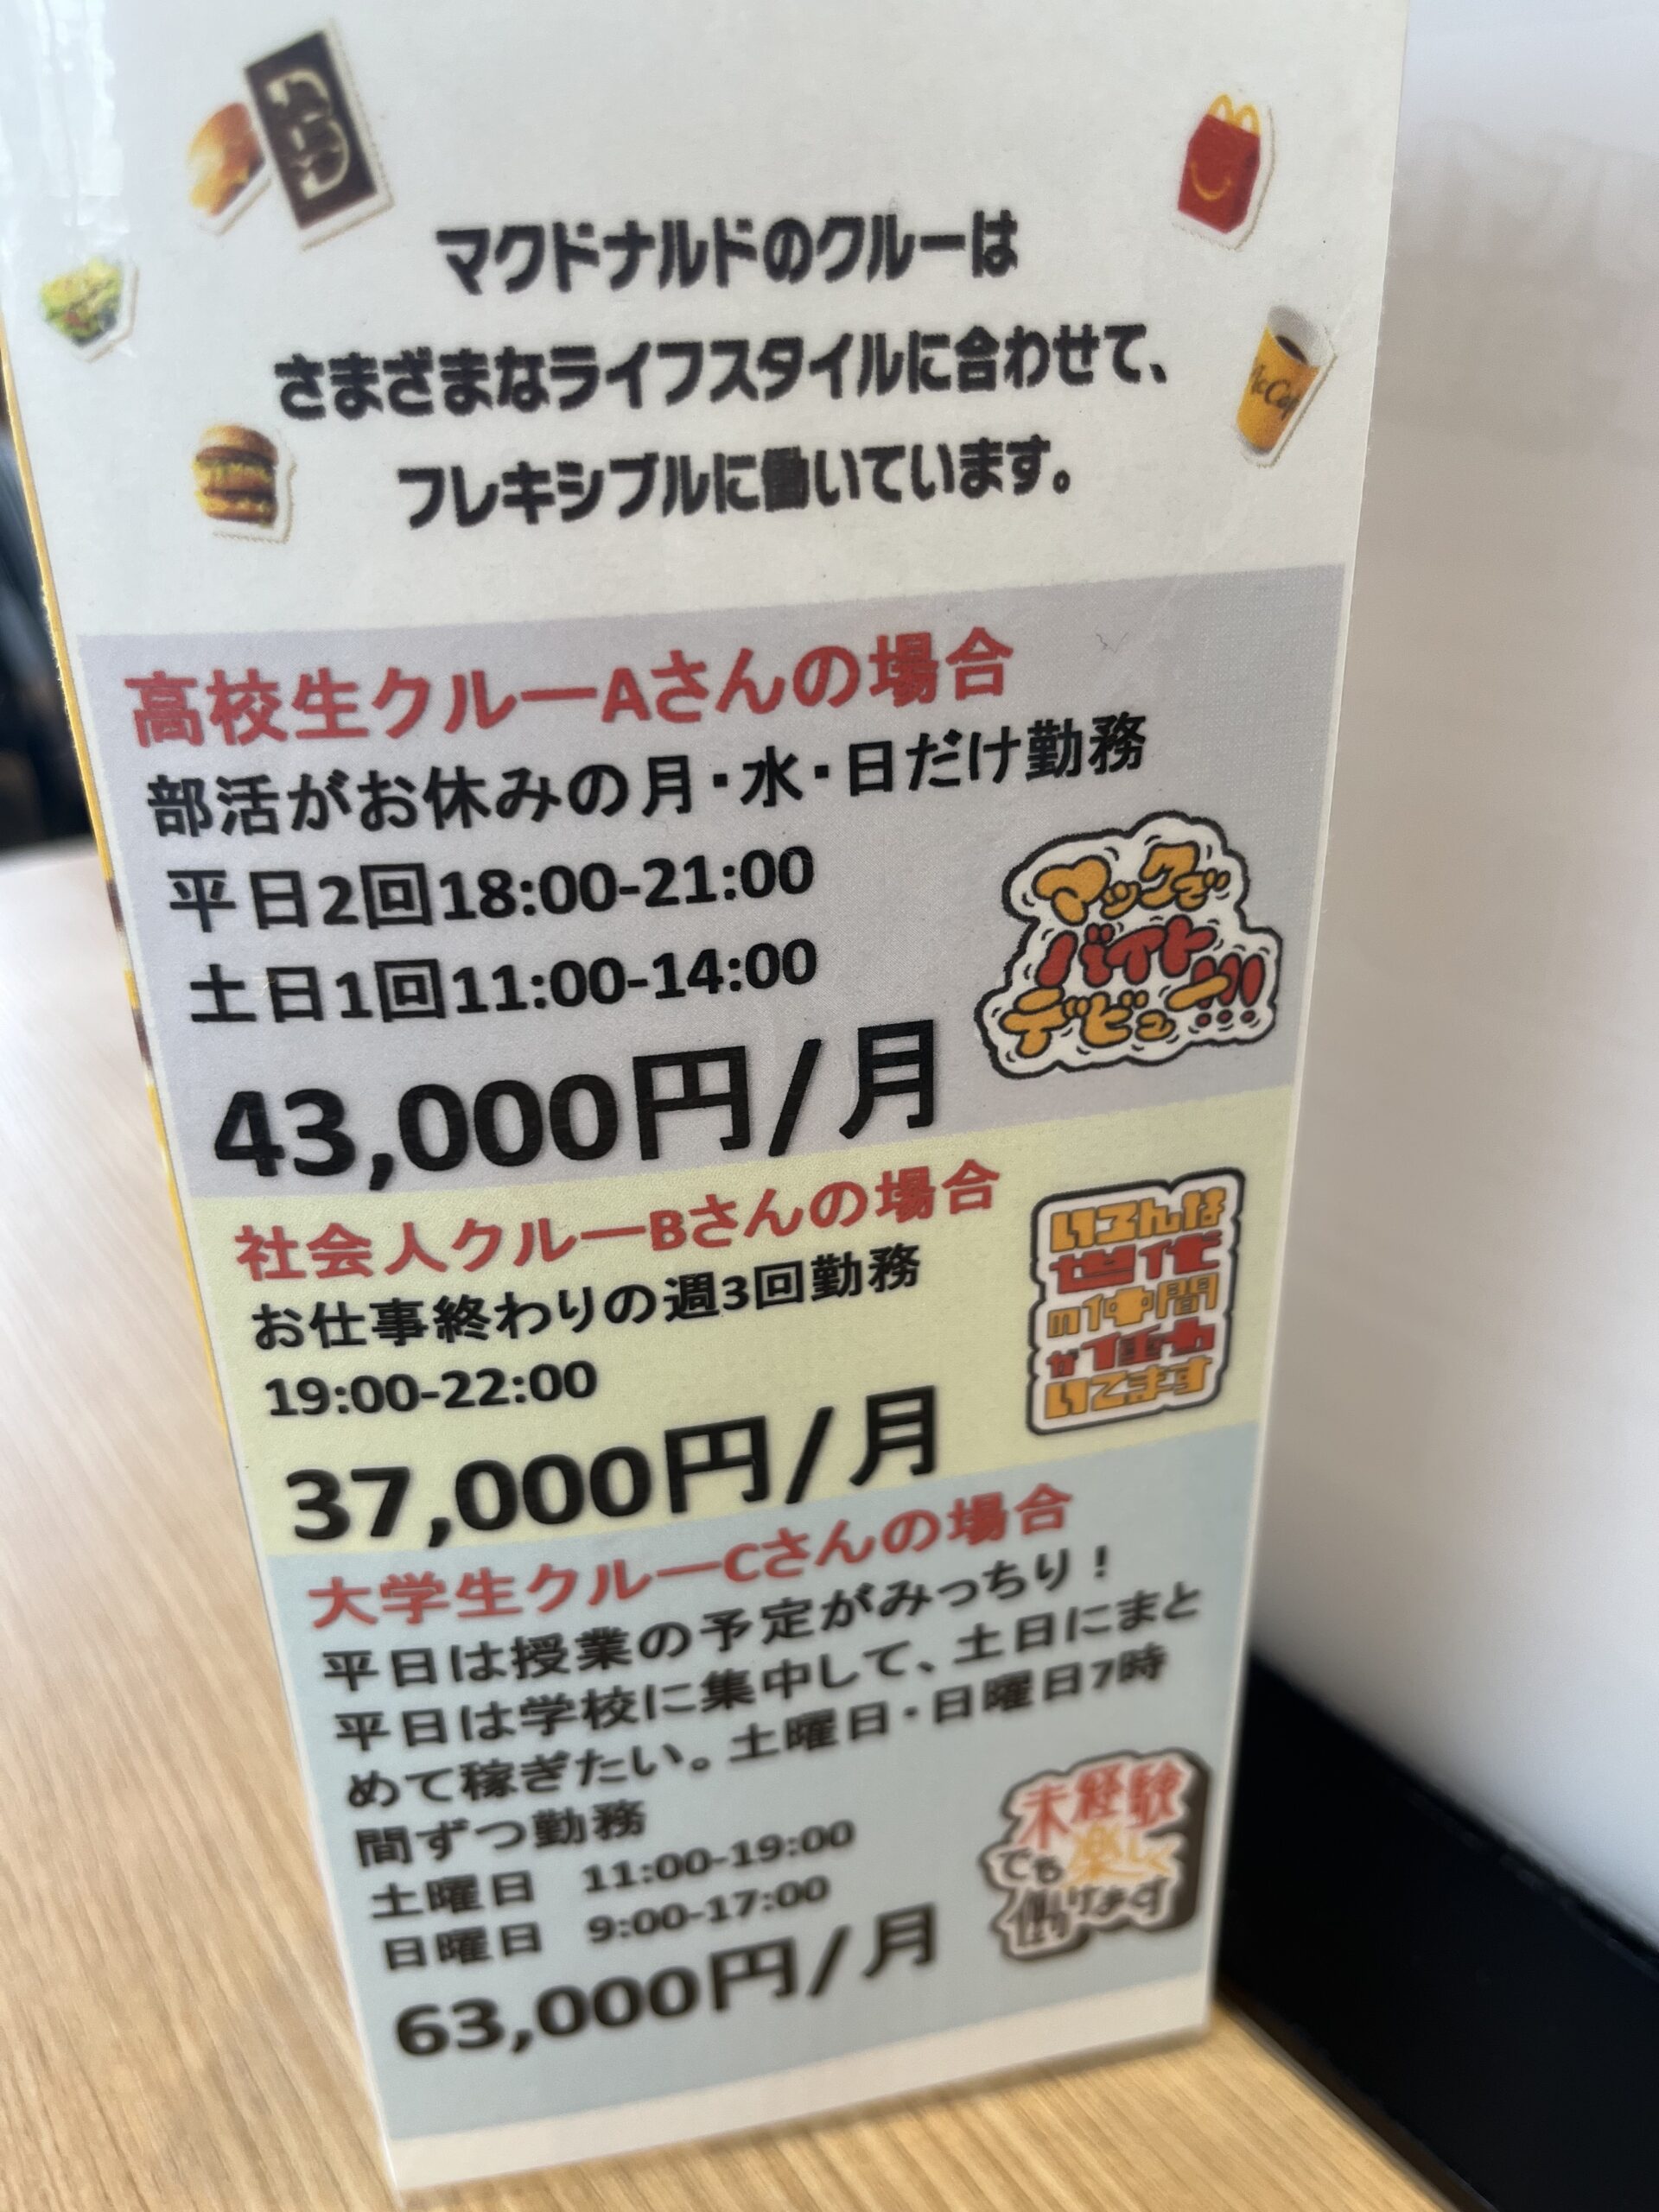 マクドナルドのクルーは
さまざまなライフスタイルに合わせて、
フレキシブルに働いています。
高校生クルーAさんの場合
部活がお休みの月・水・日だけ勤務
平日2回18:00-21:00
土日1回11:00-14:00
43,000円/月
マックで
バイト
デビュー!!!
社会人クルーBさんの場合
お仕事終わりの週3回勤務
19:00-22:00
37,000円/月
いろんな
世代
の仲間
が働
いてます
大学生クルーCさんの場合
平日は授業の予定がみっちり！
平日は学校に集中して、土日にまと
めて稼ぎたい。土曜日・日曜日7時
間ずつ勤務
土曜日 11:00-19:00
日曜日 9:00-17:00
63,000円/月
未経験
でも楽しく
働けます